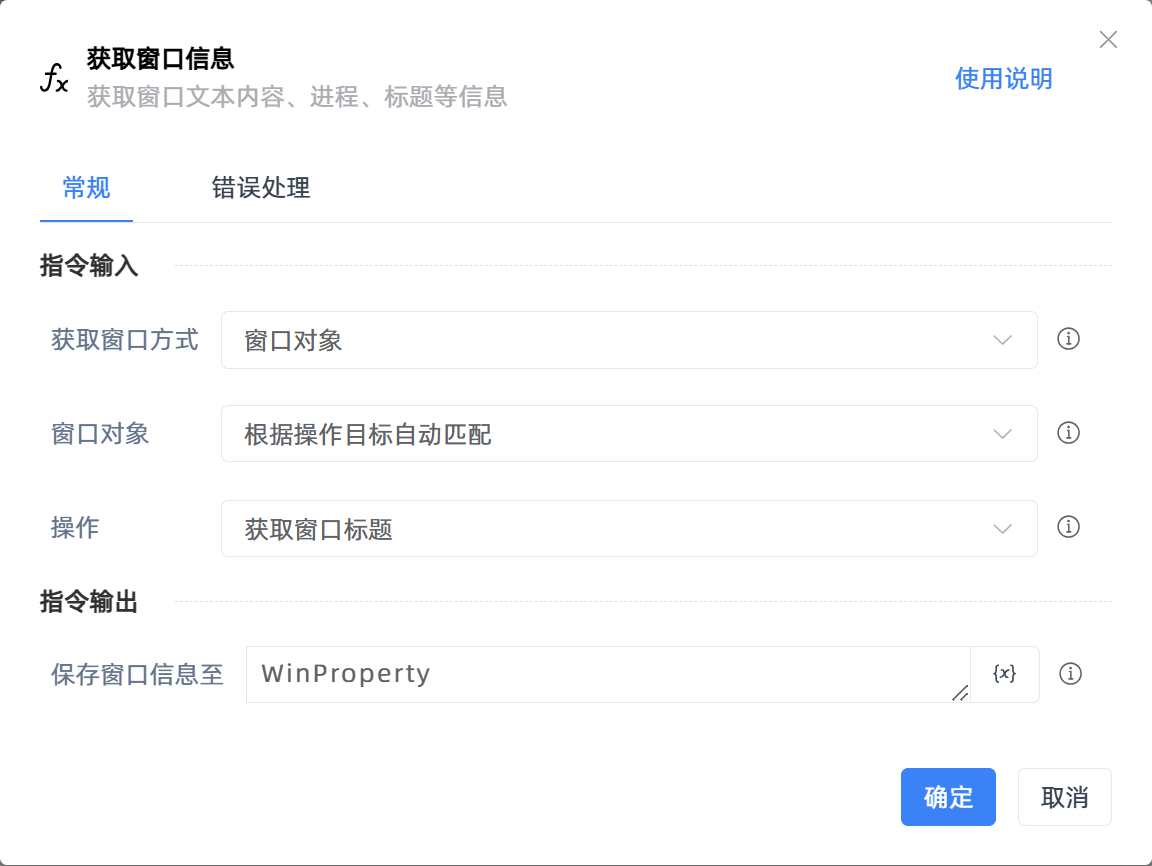 获取窗口信息
获取窗口文本内容、进程、标题等信息
使用说明
常规
错误处理
指令输入
获取窗口方式
窗口对象
窗口对象
根据操作目标自动匹配
操作
获取窗口标题
指令输出
保存窗口信息至
WinProperty
{x}
确定
取消